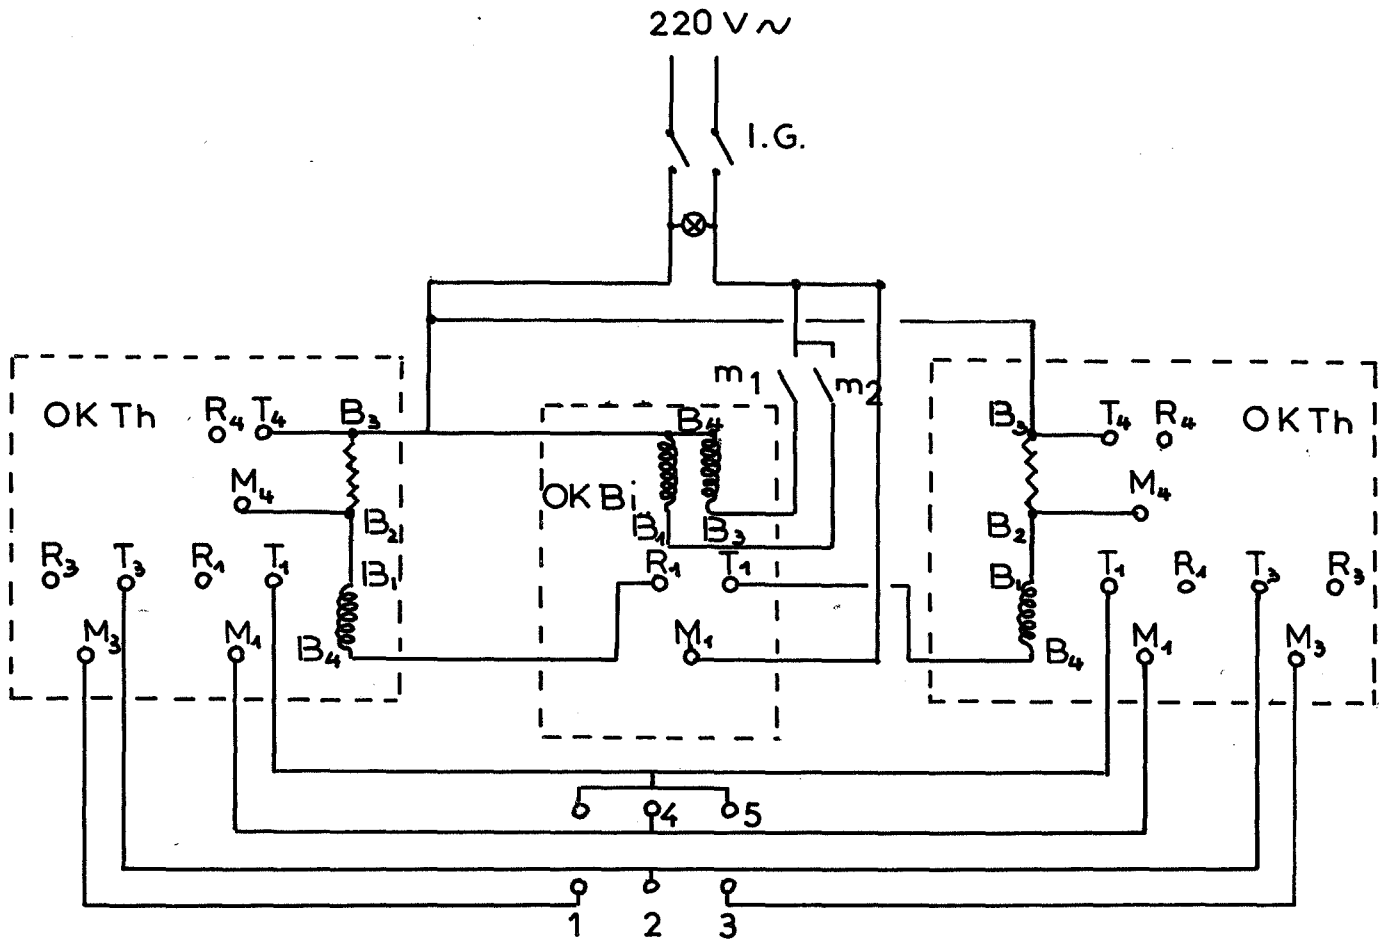 220 V ~
I.G.
m1 m2
OK Th R4 T4 B3
M4 B2
R3 T3 R1 T1 B1
M3 M1 B4
B4
OK Bi
B1 B3
R1 T1
M1
B3 T4 R4 OK Th
B2 M4
B1 T1 R1 T3 R3
B4 M1 M3
4 5
1 2 3